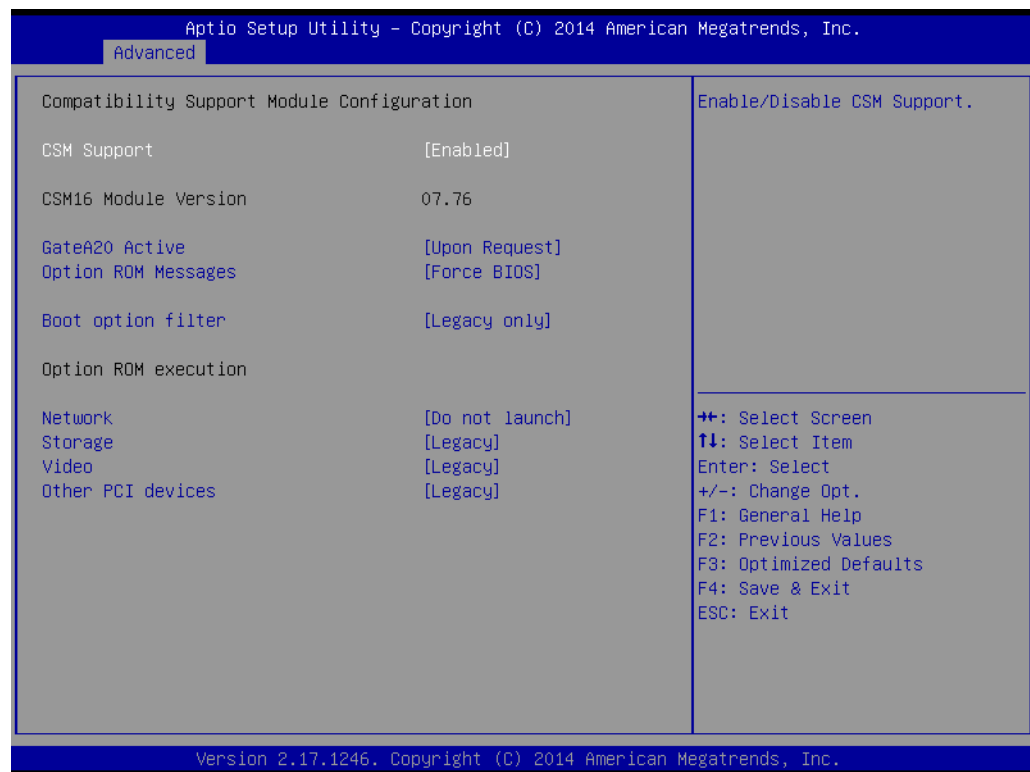 Aptio Setup Utility – Copyright (C) 2014 American Megatrends, Inc.
Advanced
Compatibility Support Module Configuration
CSM Support [Enabled]
CSM16 Module Version 07.76
GateA20 Active [Upon Request]
Option ROM Messages [Force BIOS]
Boot option filter [Legacy only]
Option ROM execution
Network [Do not launch]
Storage [Legacy]
Video [Legacy]
Other PCI devices [Legacy]
Enable/Disable CSM Support.
→←: Select Screen
↑↓: Select Item
Enter: Select
+/-: Change Opt.
F1: General Help
F2: Previous Values
F3: Optimized Defaults
F4: Save & Exit
ESC: Exit
Version 2.17.1246. Copyright (C) 2014 American Megatrends, Inc.